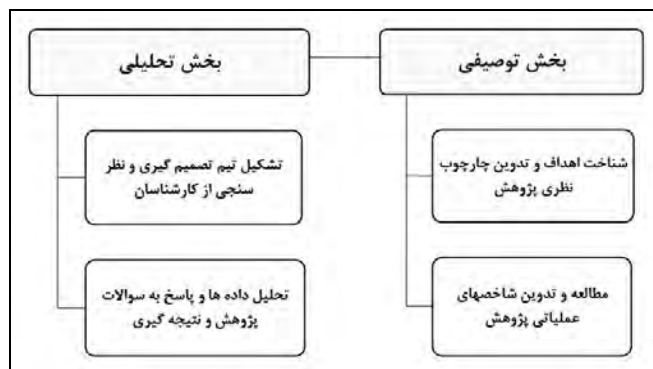 بخش توصیفی
شناخت اهداف و تدوین چارچوب
نظری پژوهش
مطالعه و تدوین شاخصهای
عملیاتی پژوهش
بخش تحلیلی
تشکیل تیم تصمیم گیری و نظر
سنجی از کارشناسان
تحلیل داده ها و پاسخ به سوالات
پژوهش و نتیجه گیری